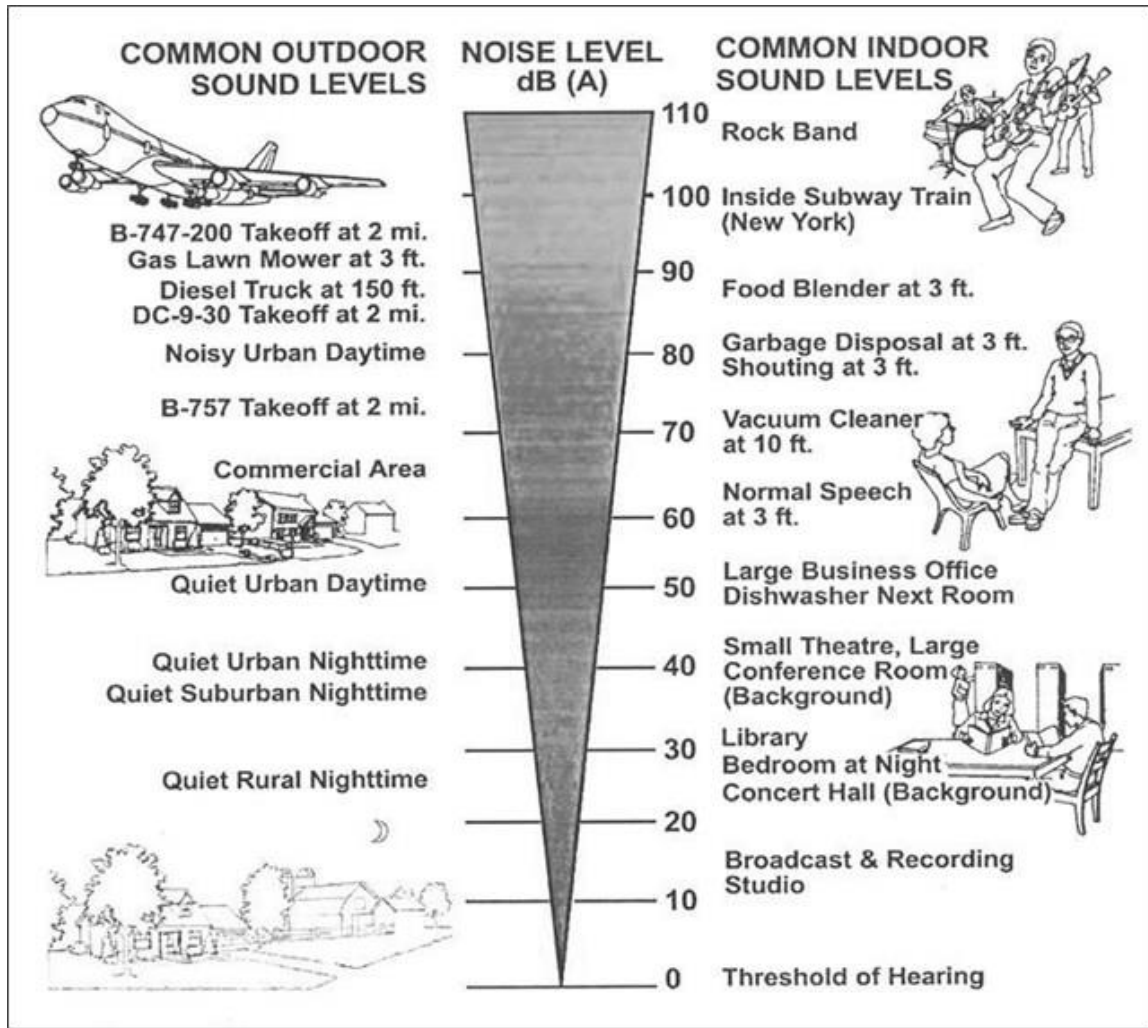 COMMON OUTDOOR
SOUND LEVELS
B-747-200 Takeoff at 2 mi.
Gas Lawn Mower at 3 ft.
Diesel Truck at 150 ft.
DC-9-30 Takeoff at 2 mi.
Noisy Urban Daytime
B-757 Takeoff at 2 mi.
Commercial Area
Quiet Urban Daytime
Quiet Urban Nighttime
Quiet Suburban Nighttime
Quiet Rural Nighttime
NOISE LEVEL
dB (A)
110
100
90
80
70
60
50
40
30
20
10
0
COMMON INDOOR
SOUND LEVELS
Rock Band
Inside Subway Train
(New York)
Food Blender at 3 ft.
Garbage Disposal at 3 ft.
Shouting at 3 ft.
Vacuum Cleaner
at 10 ft.
Normal Speech
at 3 ft.
Large Business Office
Dishwasher Next Room
Small Theatre, Large
Conference Room
(Background)
Library
Bedroom at Night
Concert Hall (Background)
Broadcast & Recording
Studio
Threshold of Hearing